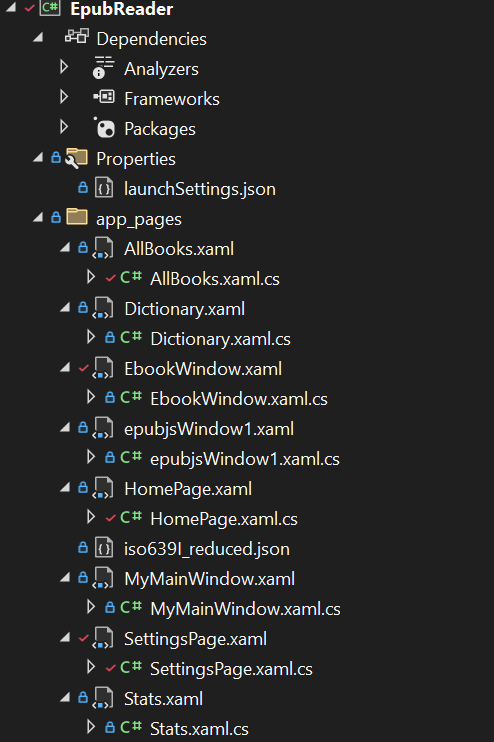 C# EpubReader
Dependencies
Analyzers
Frameworks
Packages
Properties
launchSettings.json
app_pages
AllBooks.xaml
C# AllBooks.xaml.cs
Dictionary.xaml
C# Dictionary.xaml.cs
EbookWindow.xaml
C# EbookWindow.xaml.cs
epubjsWindow1.xaml
C# epubjsWindow1.xaml.cs
HomePage.xaml
C# HomePage.xaml.cs
iso639I_reduced.json
MyMainWindow.xaml
C# MyMainWindow.xaml.cs
SettingsPage.xaml
C# SettingsPage.xaml.cs
Stats.xaml
C# Stats.xaml.cs